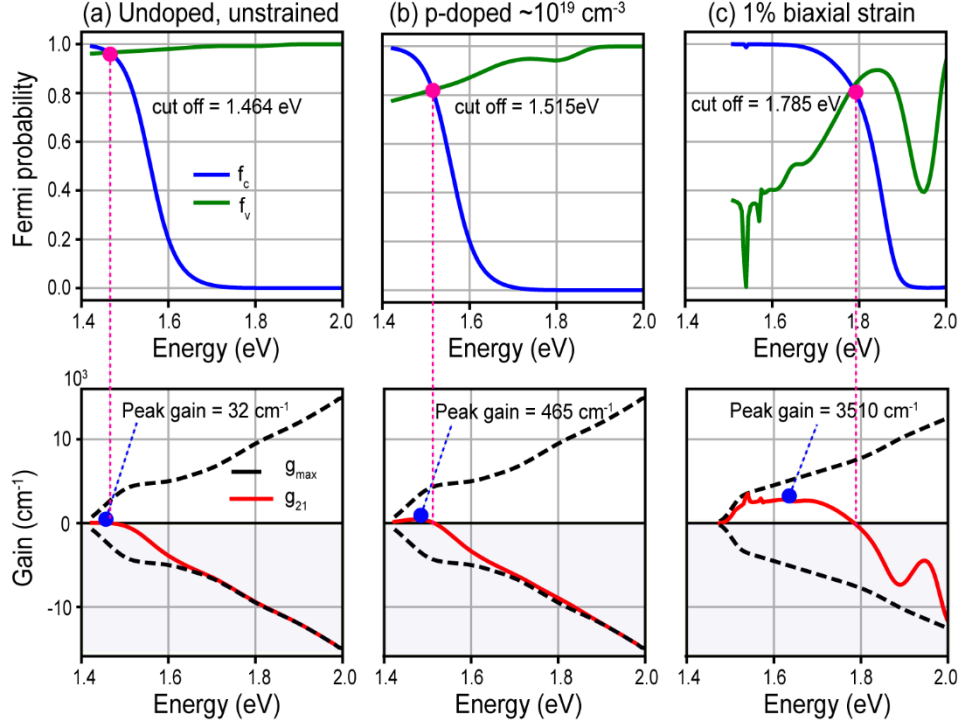 (a) Undoped, unstrained
(b) p-doped ~10¹⁹ cm⁻³
(c) 1% biaxial strain
Fermi probability
1.0
0.8
0.6
0.4
0.2
0.0
cut off = 1.464 eV
f_c
f_v
cut off = 1.515eV
cut off = 1.785 eV
1.4 1.6 1.8 2.0
1.4 1.6 1.8 2.0
1.4 1.6 1.8 2.0
Energy (eV)
Energy (eV)
Energy (eV)
10³
Gain (cm⁻¹)
10
0
-10
Peak gain = 32 cm⁻¹
g_max
g_21
Peak gain = 465 cm⁻¹
Peak gain = 3510 cm⁻¹
1.4 1.6 1.8 2.0
1.4 1.6 1.8 2.0
1.4 1.6 1.8 2.0
Energy (eV)
Energy (eV)
Energy (eV)